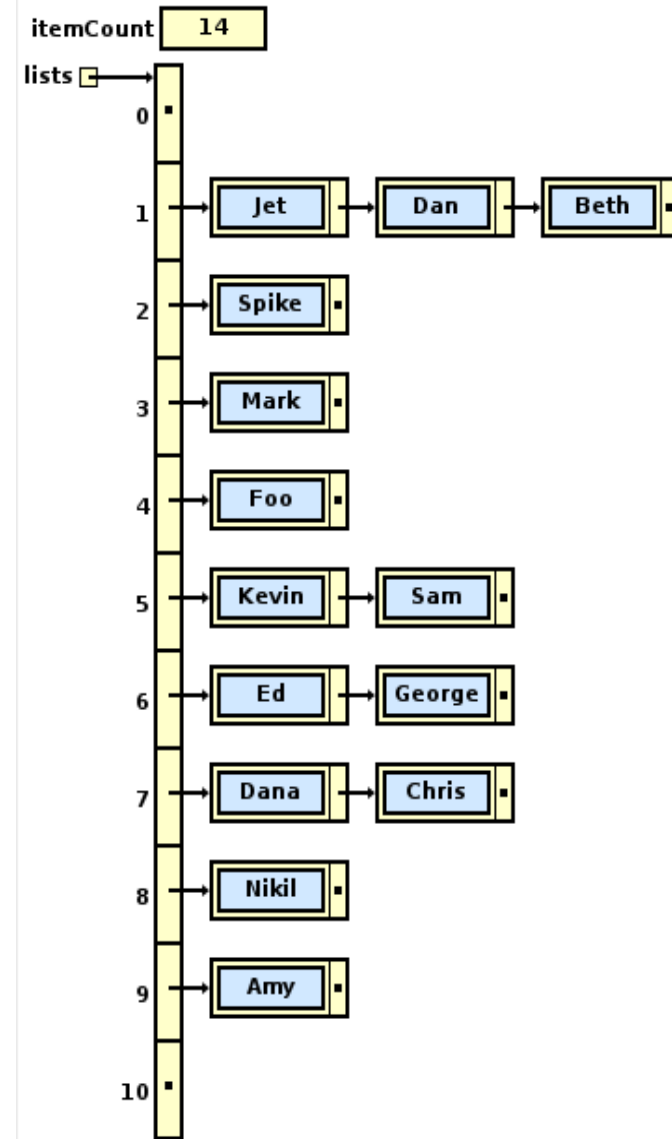 itemCount 14
lists
0
1 Jet Dan Beth
2 Spike
3 Mark
4 Foo
5 Kevin Sam
6 Ed George
7 Dana Chris
8 Nikil
9 Amy
10